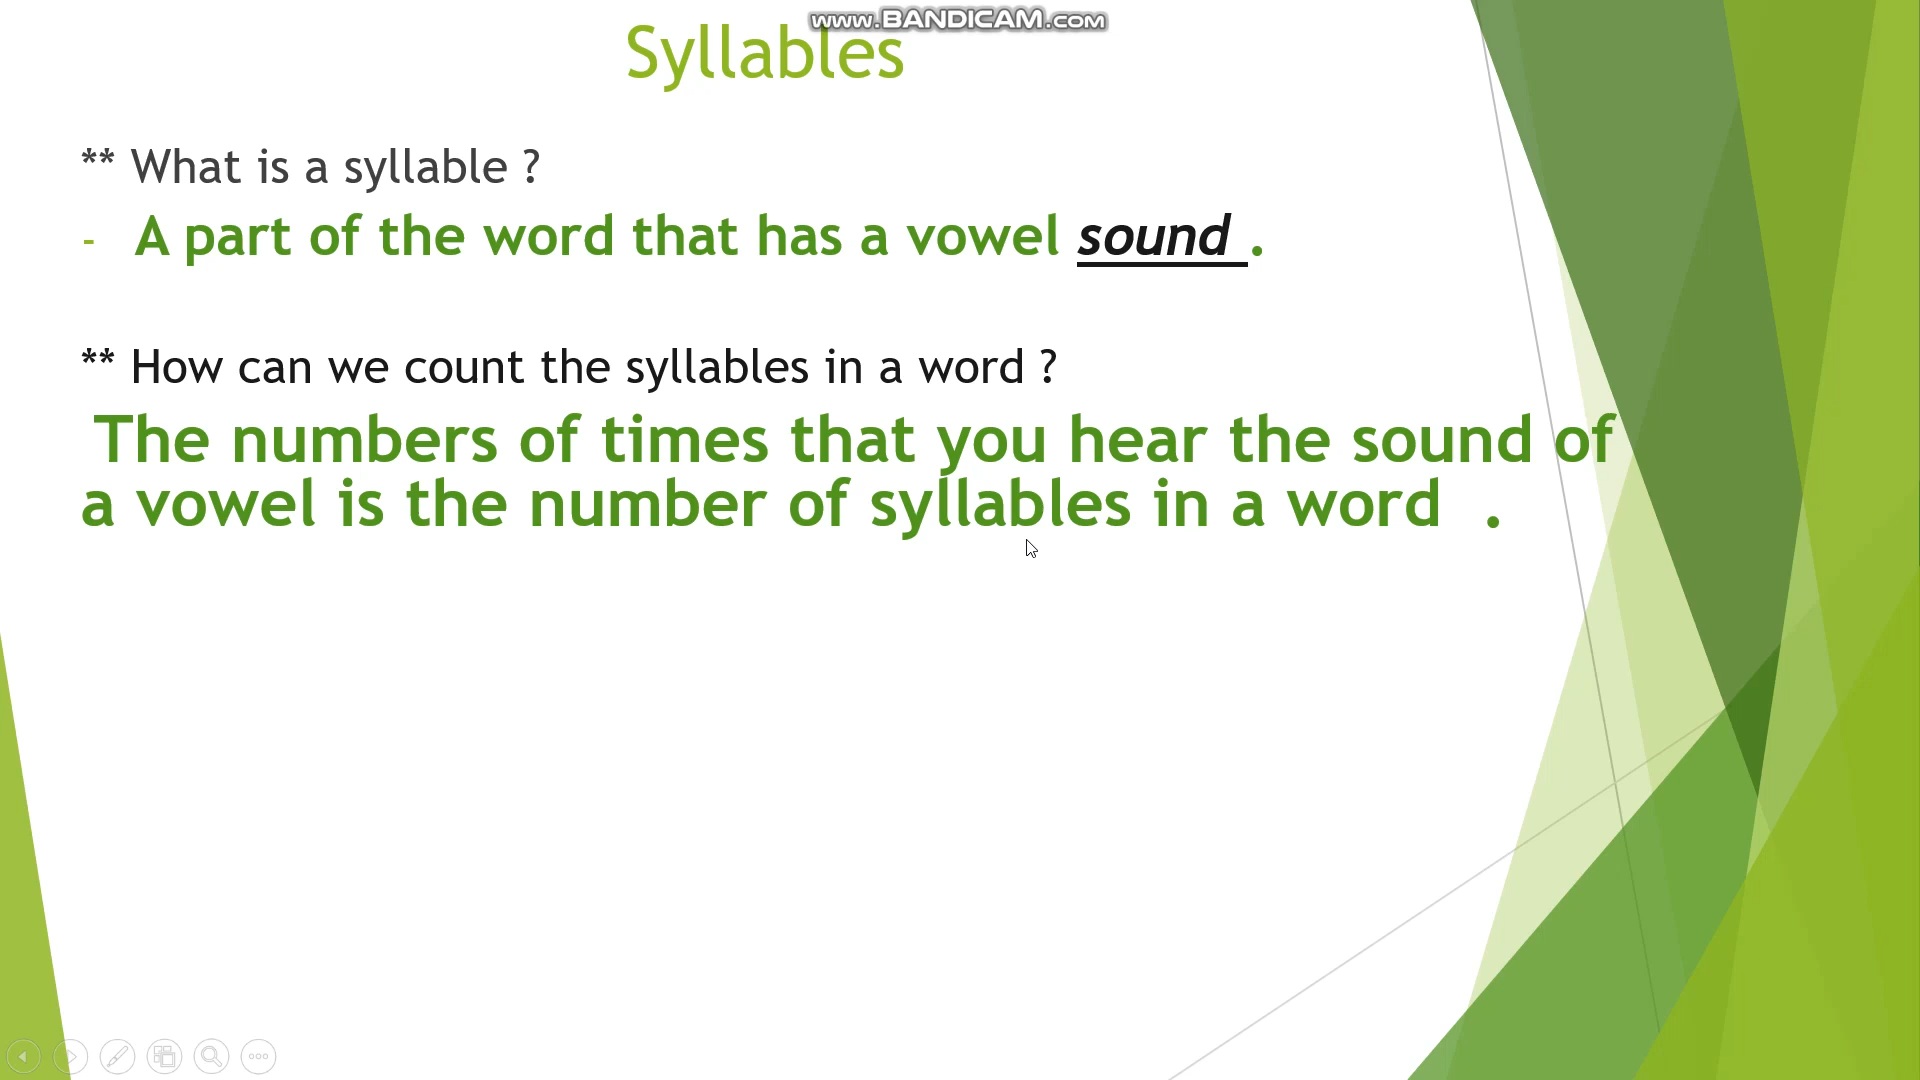 www.BANDICAM.com
Syllables
** What is a syllable ?
- A part of the word that has a vowel sound .
** How can we count the syllables in a word ?
The numbers of times that you hear the sound of
a vowel is the number of syllables in a word .